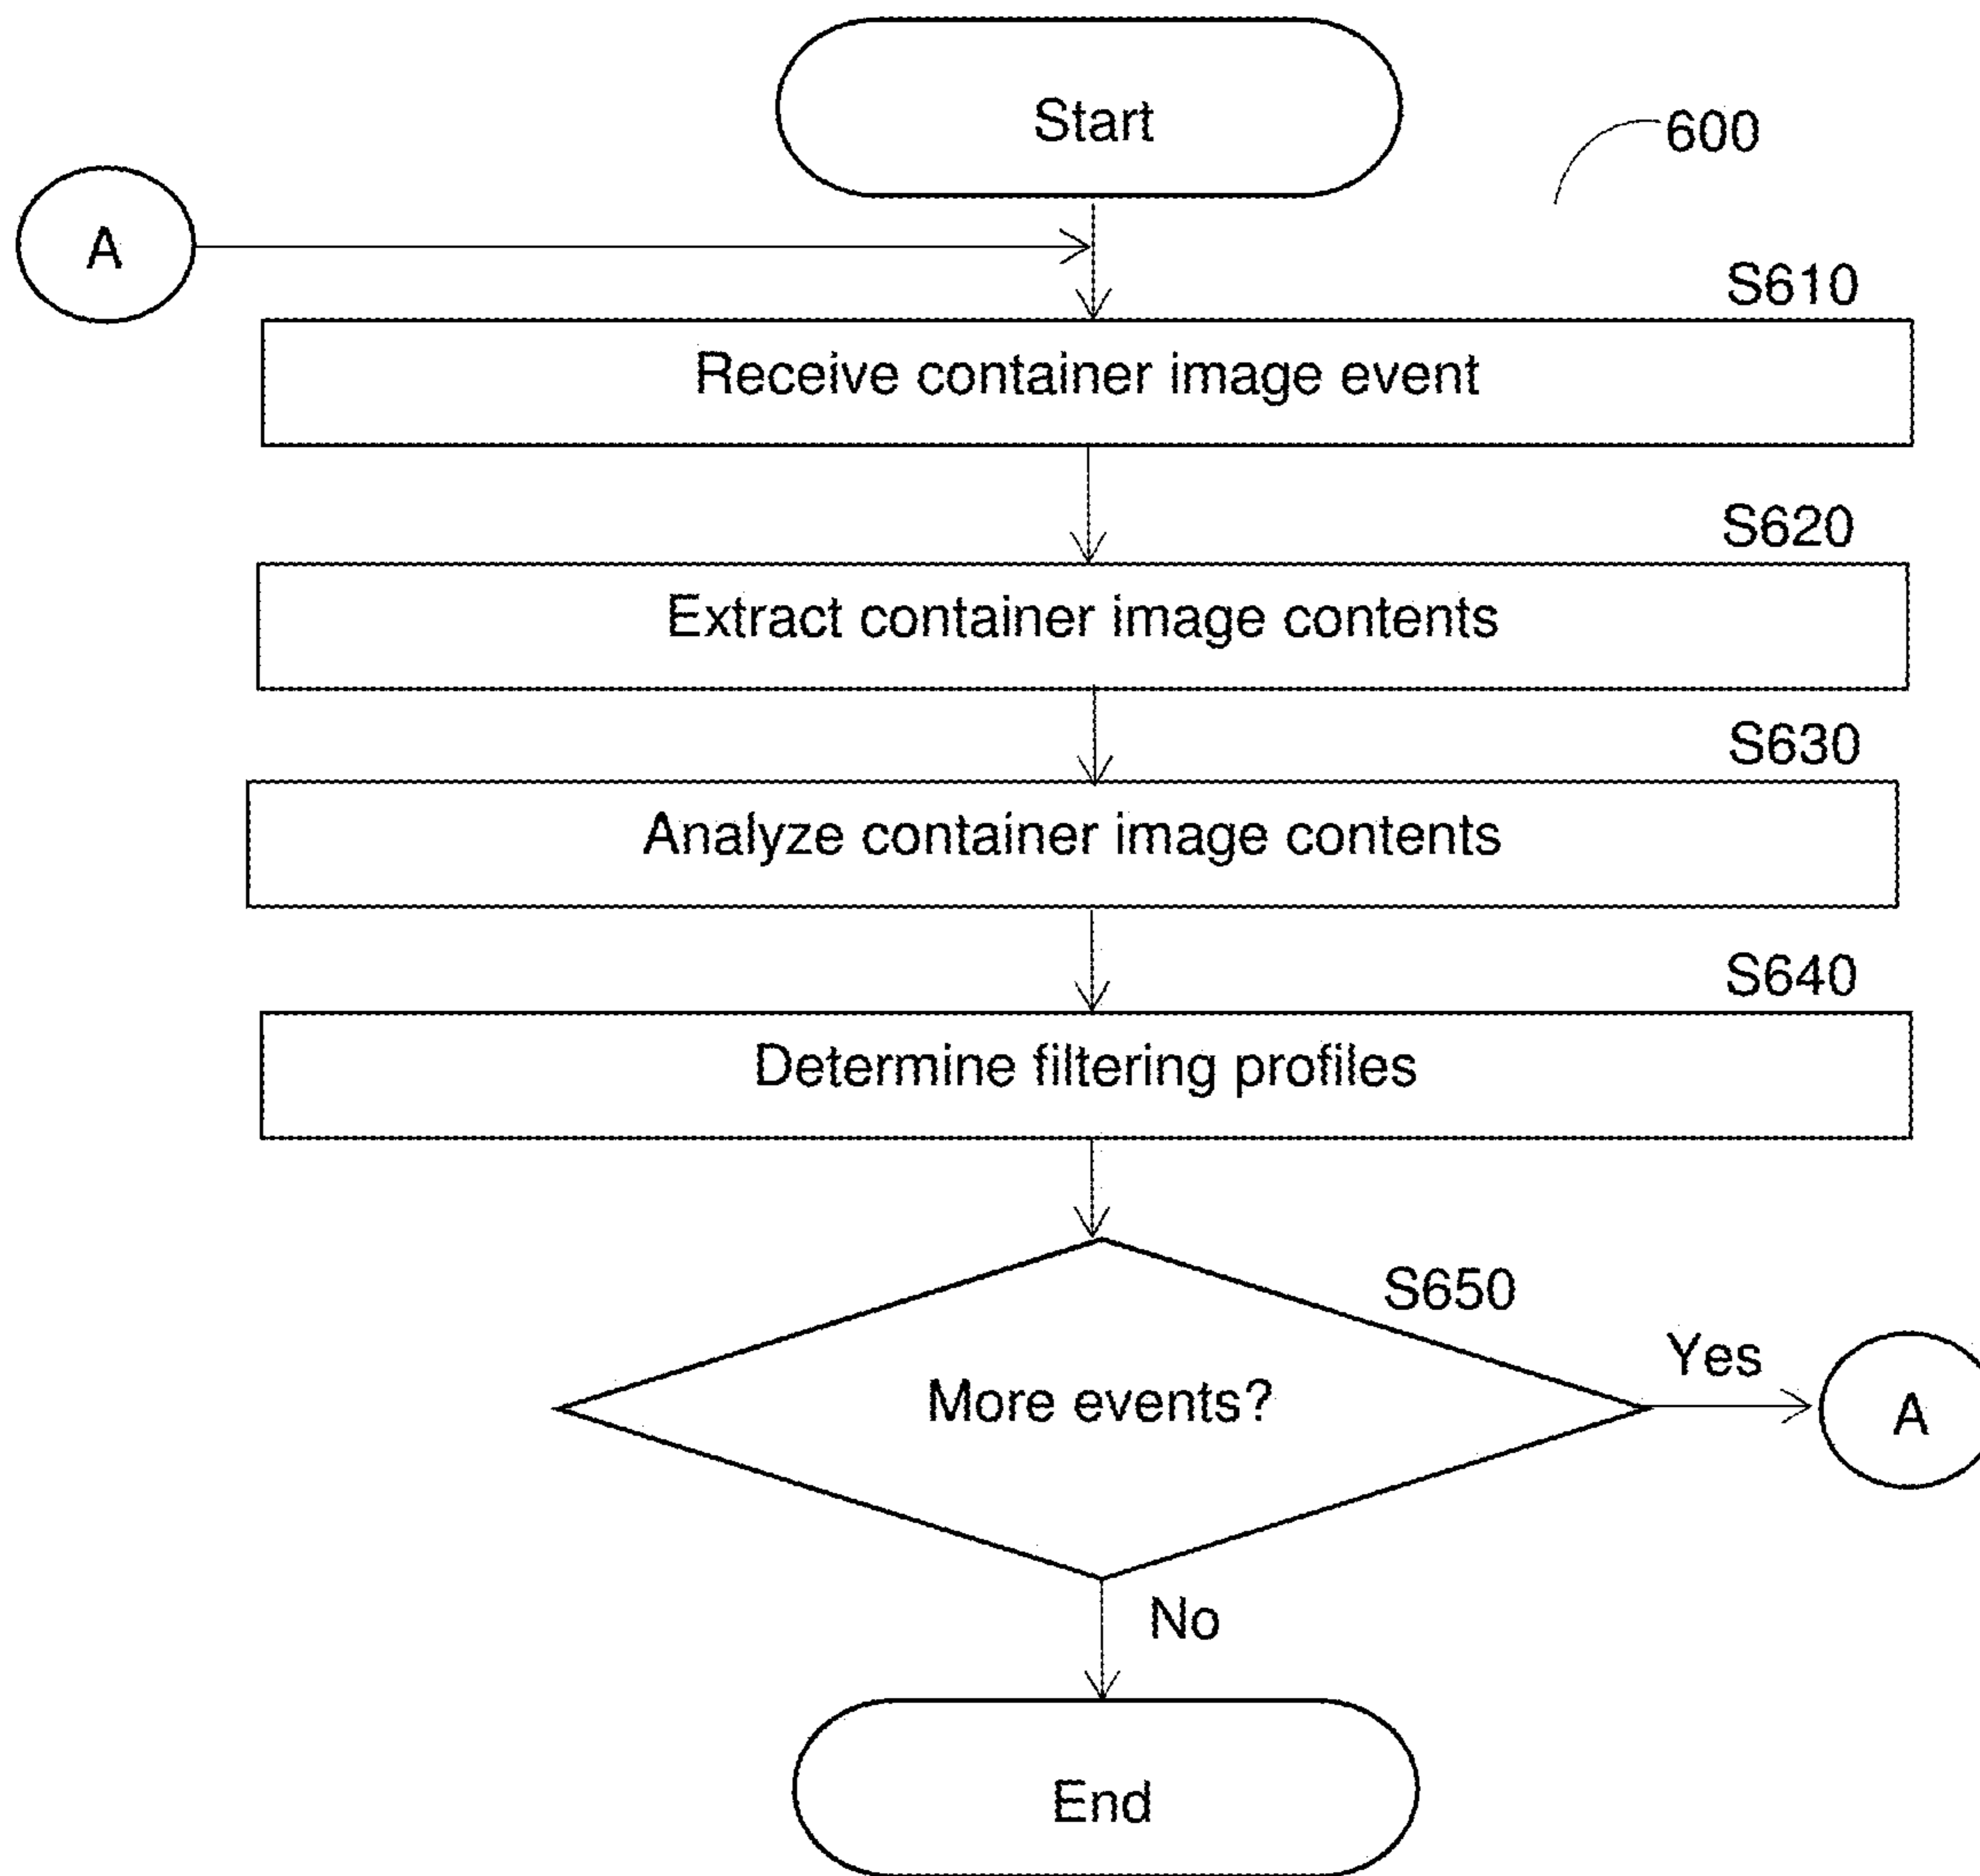 Start
600
A
S610
Receive container image event
S620
Extract container image contents
S630
Analyze container image contents
S640
Determine filtering profiles
S650
More events?
Yes
A
No
End